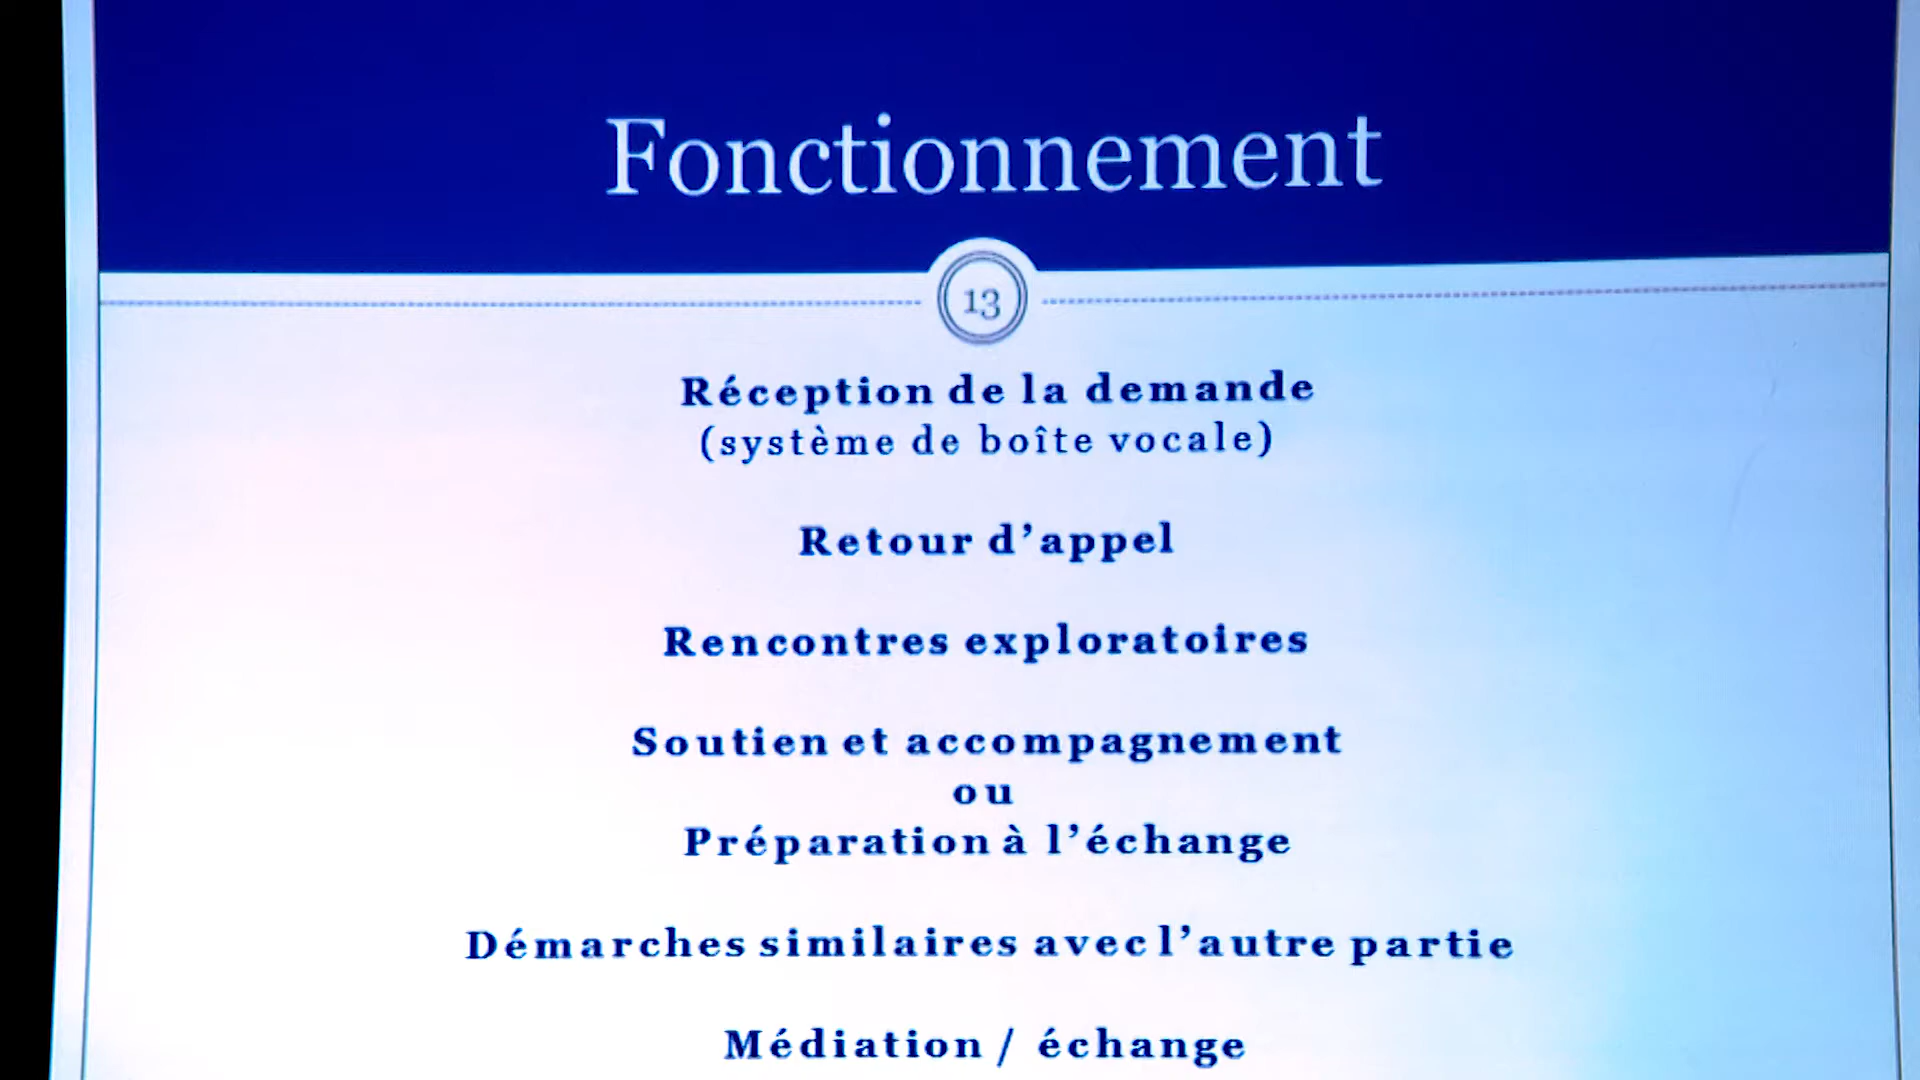 Fonctionnement
13
Réception de la demande
(système de boîte vocale)
Retour d’appel
Rencontres exploratoires
Soutien et accompagnement
ou
Préparation à l’échange
Démarches similaires avec l’autre partie
Médiation / échange